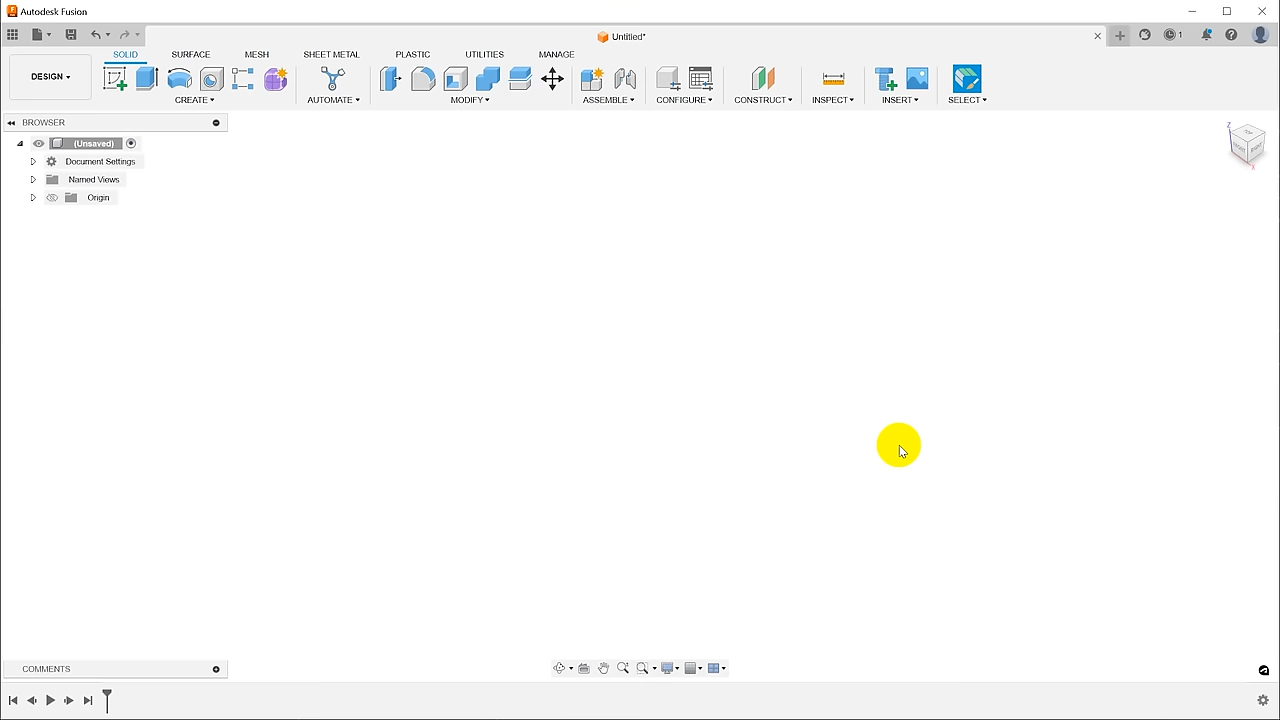 Autodesk Fusion
Untitled*
1
DESIGN
SOLID SURFACE MESH SHEET METAL PLASTIC UTILITIES MANAGE
CREATE AUTOMATE MODIFY ASSEMBLE CONFIGURE CONSTRUCT INSPECT INSERT SELECT
BROWSER
(Unsaved)
Document Settings
Named Views
Origin
Z
X
COMMENTS